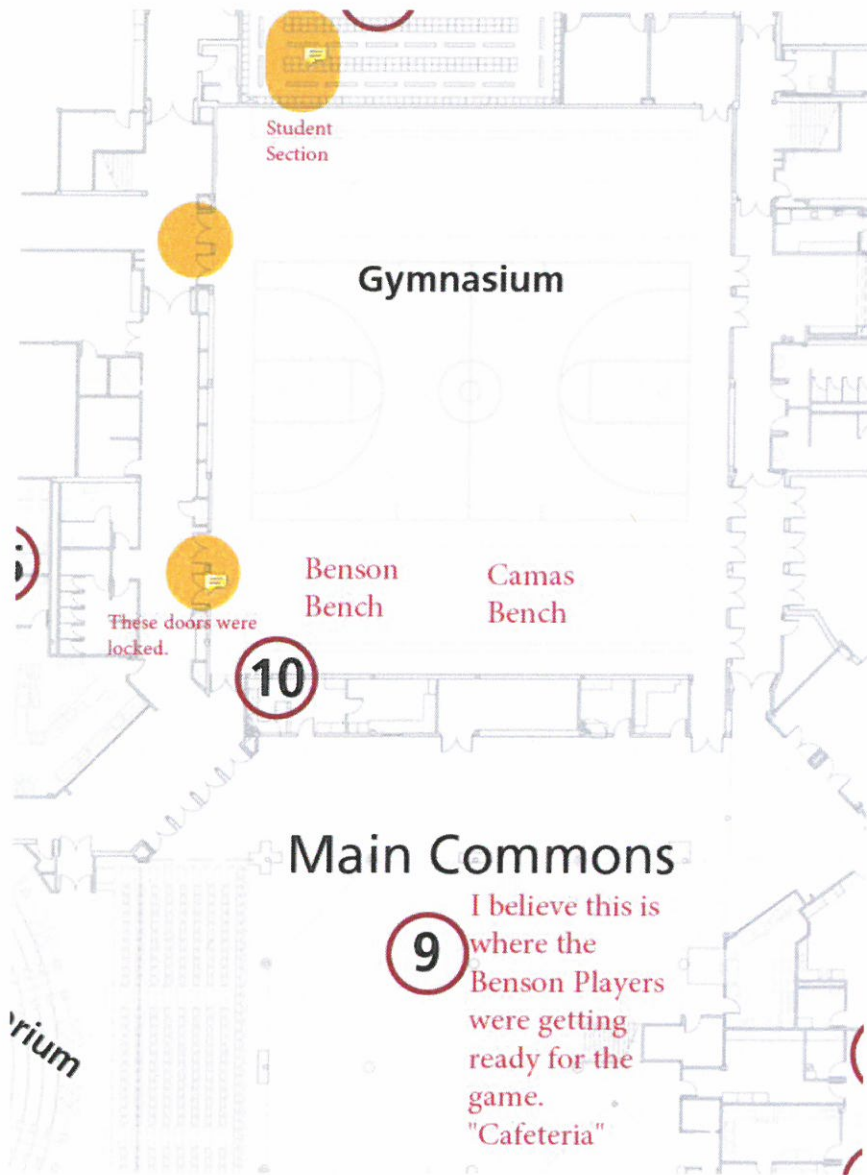 Student
Section
Gymnasium
Benson
Bench
Camas
Bench
These doors were
locked.
10
Main Commons
9
I believe this is
where the
Benson Players
were getting
ready for the
game.
"Cafeteria"
rium